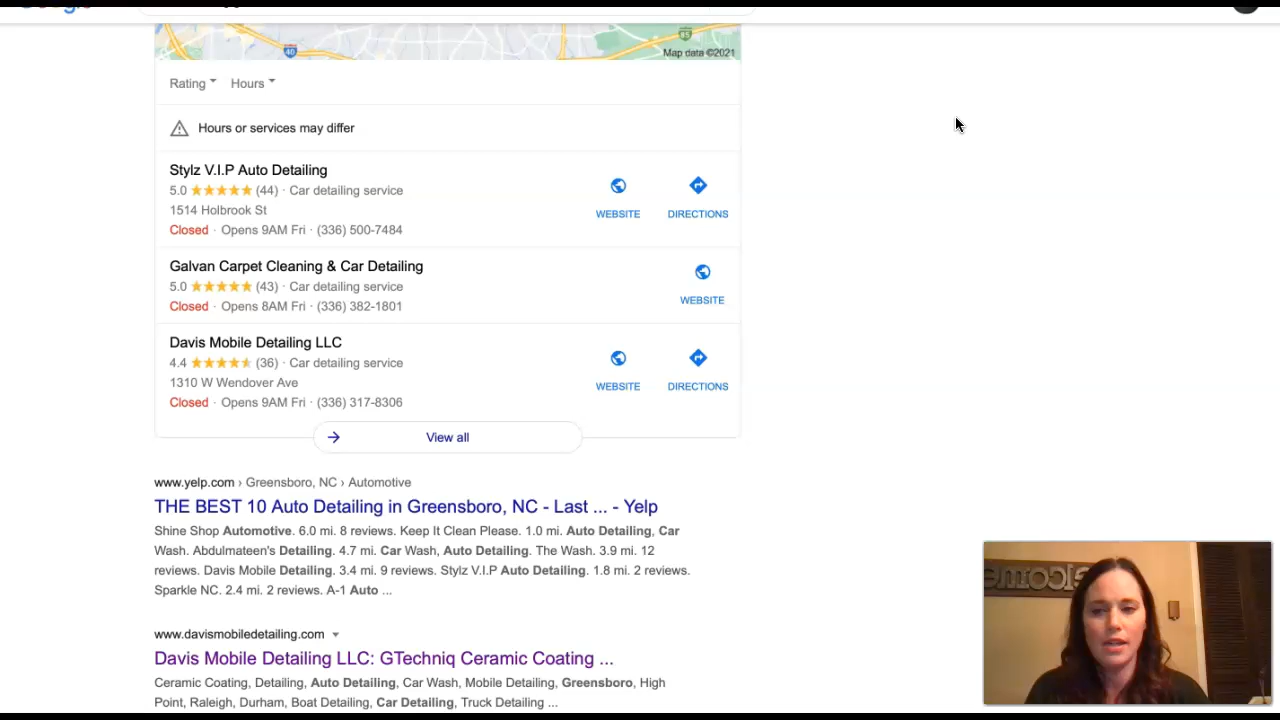 Google
40
85
Map data ©2021
Rating Hours
Hours or services may differ
Stylz V.I.P Auto Detailing
5.0 (44) · Car detailing service
1514 Holbrook St
Closed · Opens 9AM Fri · (336) 500-7484
WEBSITE DIRECTIONS
Galvan Carpet Cleaning & Car Detailing
5.0 (43) · Car detailing service
Closed · Opens 8AM Fri · (336) 382-1801
WEBSITE
Davis Mobile Detailing LLC
4.4 (36) · Car detailing service
1310 W Wendover Ave
Closed · Opens 9AM Fri · (336) 317-8306
WEBSITE DIRECTIONS
View all
www.yelp.com › Greensboro, NC › Automotive
THE BEST 10 Auto Detailing in Greensboro, NC - Last ... - Yelp
Shine Shop Automotive. 6.0 mi. 8 reviews. Keep It Clean Please. 1.0 mi. Auto Detailing, Car
Wash. Abdulmateen's Detailing. 4.7 mi. Car Wash, Auto Detailing. The Wash. 3.9 mi. 12
reviews. Davis Mobile Detailing. 3.4 mi. 9 reviews. Stylz V.I.P Auto Detailing. 1.8 mi. 2 reviews.
Sparkle NC. 2.4 mi. 2 reviews. A-1 Auto ...
www.davismobiledetailing.com
Davis Mobile Detailing LLC: GTechniq Ceramic Coating ...
Ceramic Coating, Detailing, Auto Detailing, Car Wash, Mobile Detailing, Greensboro, High
Point, Raleigh, Durham, Boat Detailing, Car Detailing, Truck Detailing ...
welcome